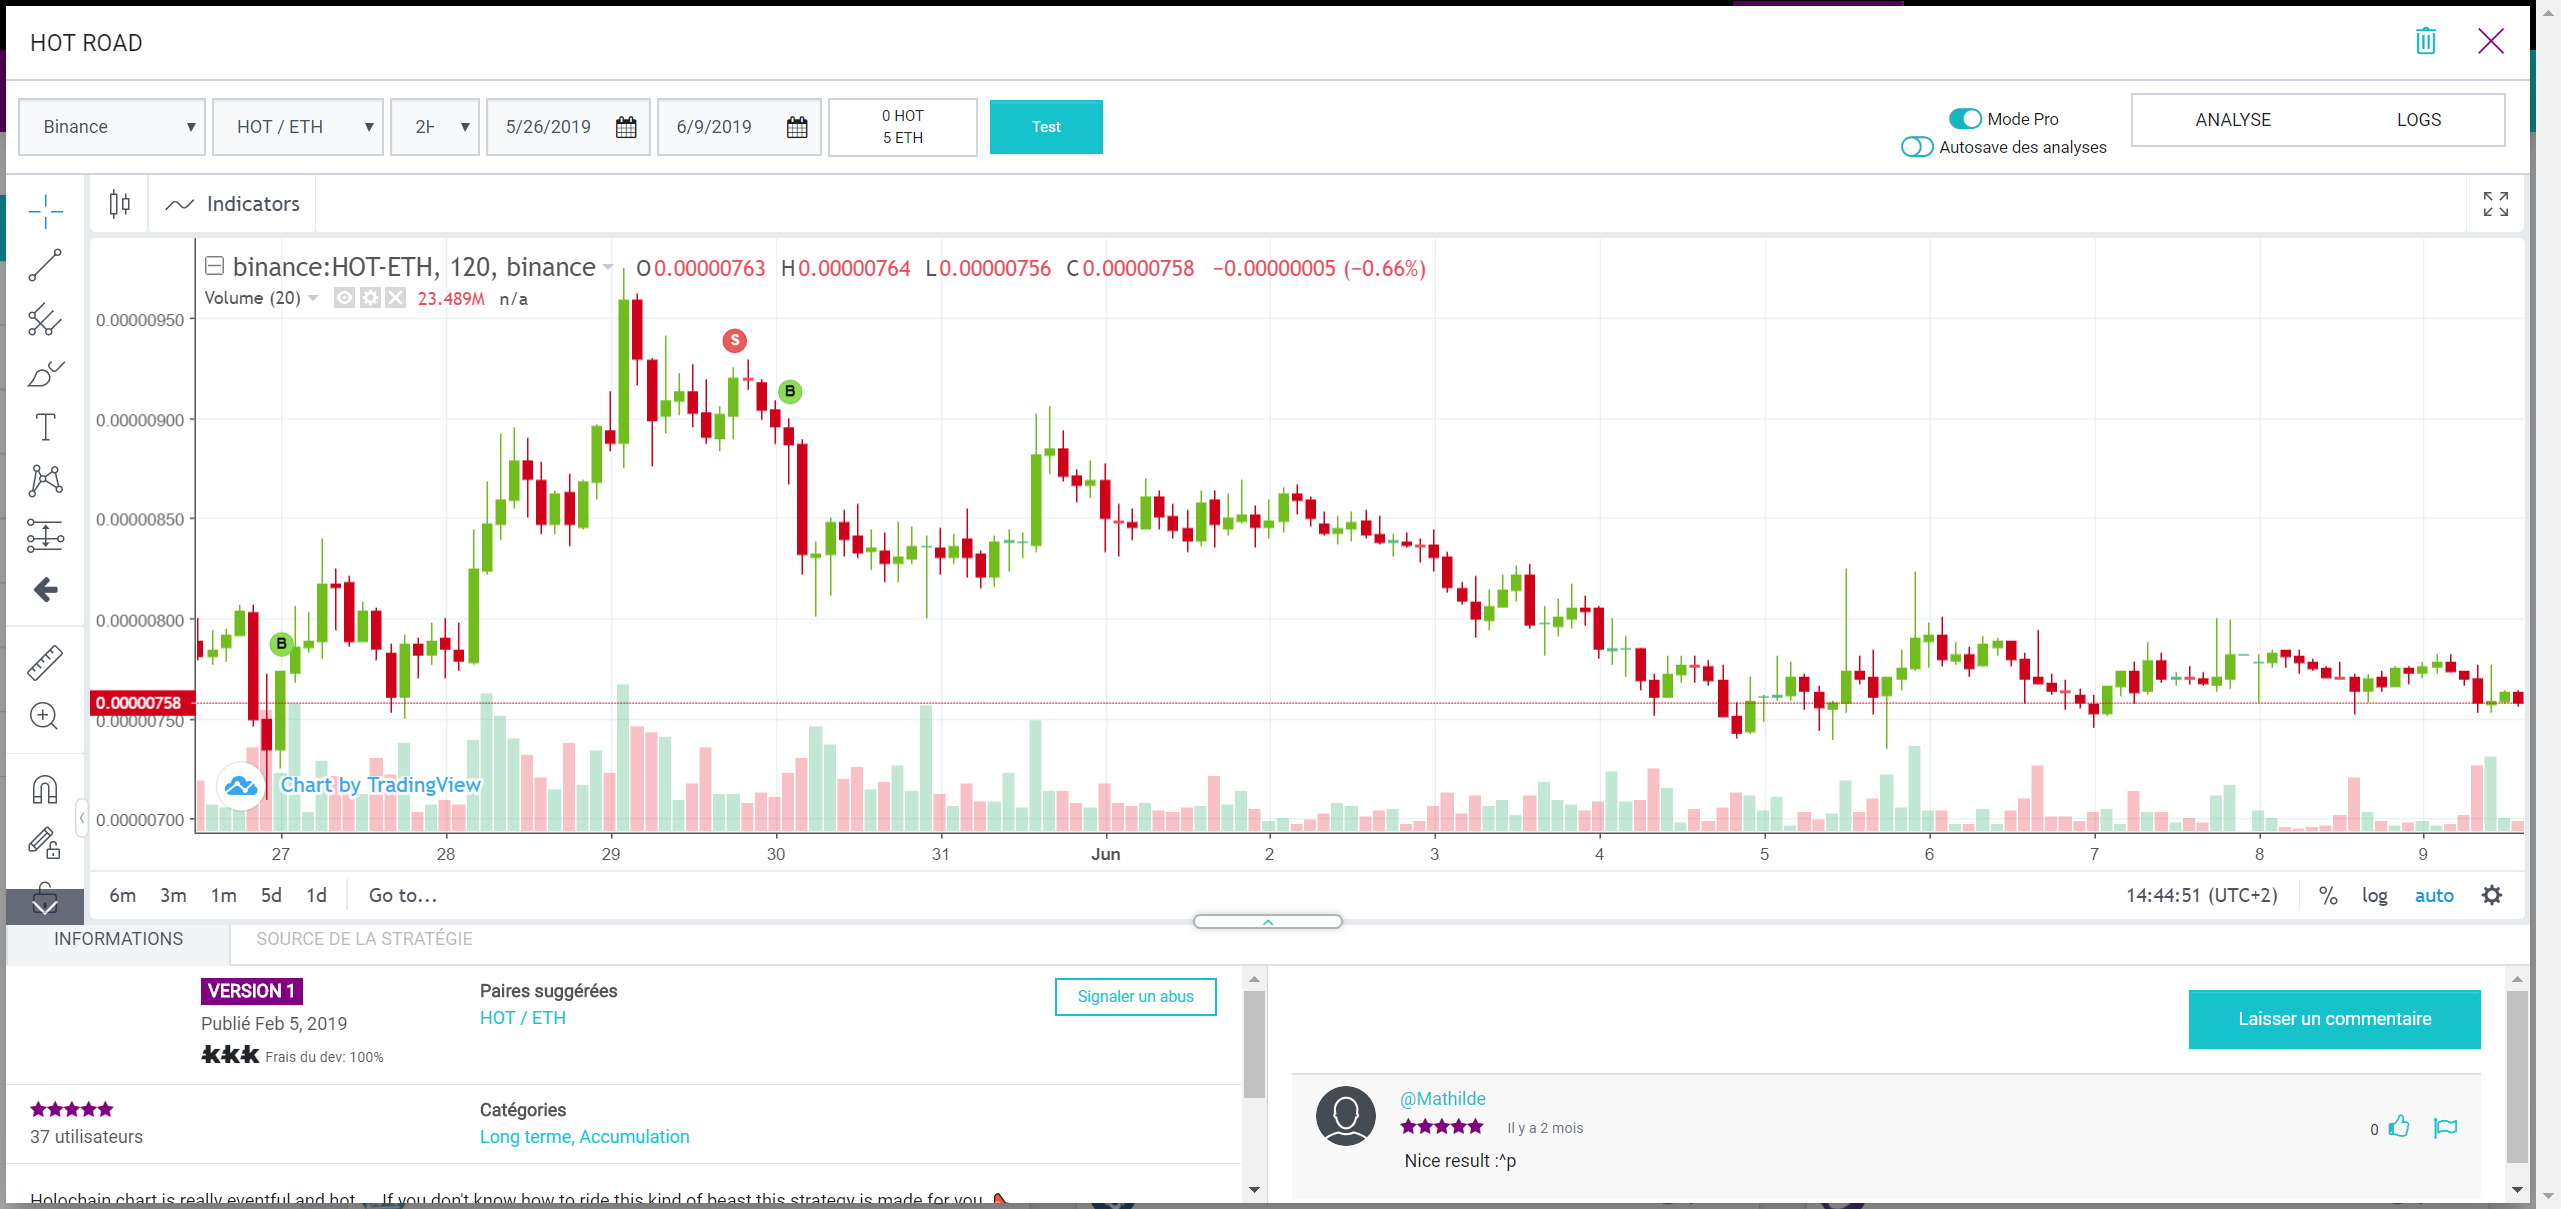 HOT ROAD
Binance
HOT / ETH
2H
5/26/2019
6/9/2019
0 HOT
5 ETH
Test
Mode Pro
Autosave des analyses
ANALYSE
LOGS
Indicators
binance:HOT-ETH, 120, binance O0.00000763 H0.00000764 L0.00000756 C0.00000758 −0.00000005 (−0.66%)
Volume (20) 23.489M n/a
0.00000950
0.00000900
0.00000850
0.00000800
0.00000758
0.00000750
0.00000700
S
B
B
Chart by TradingView
27 28 29 30 31 Jun 2 3 4 5 6 7 8 9
6m 3m 1m 5d 1d Go to...
14:44:51 (UTC+2) % log auto
INFORMATIONS
SOURCE DE LA STRATÉGIE
VERSION 1
Publié Feb 5, 2019
Frais du dev: 100%
Paires suggérées
HOT / ETH
Signaler un abus
37 utilisateurs
Catégories
Long terme, Accumulation
Holochain chart is really eventful and hot ... If you don't know how to ride this kind of beast this strategy is made for you
Laisser un commentaire
@Mathilde
Il y a 2 mois
0
Nice result :^p